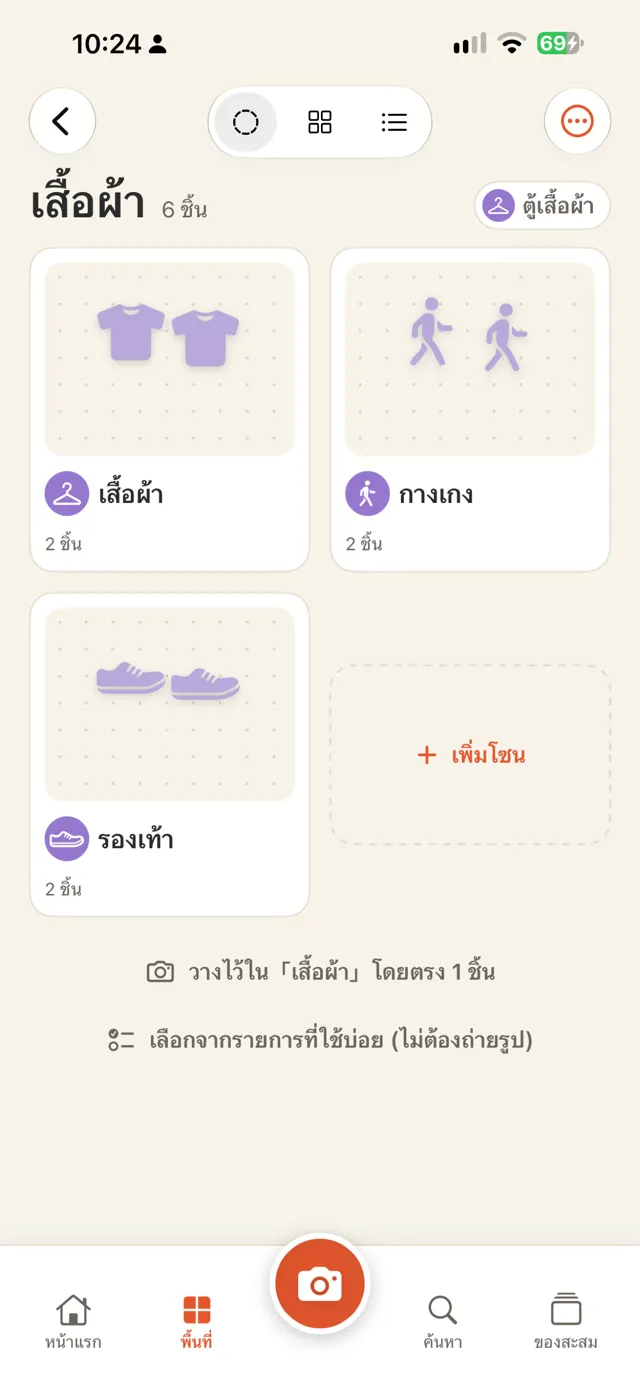 10:24
69
เสื้อผ้า 6 ชิ้น
ตู้เสื้อผ้า
เสื้อผ้า
2 ชิ้น
กางเกง
2 ชิ้น
รองเท้า
2 ชิ้น
+ เพิ่มโซน
วางไว้ใน「เสื้อผ้า」โดยตรง 1 ชิ้น
เลือกจากรายการที่ใช้บ่อย (ไม่ต้องถ่ายรูป)
หน้าแรก
พื้นที่
ค้นหา
ของสะสม